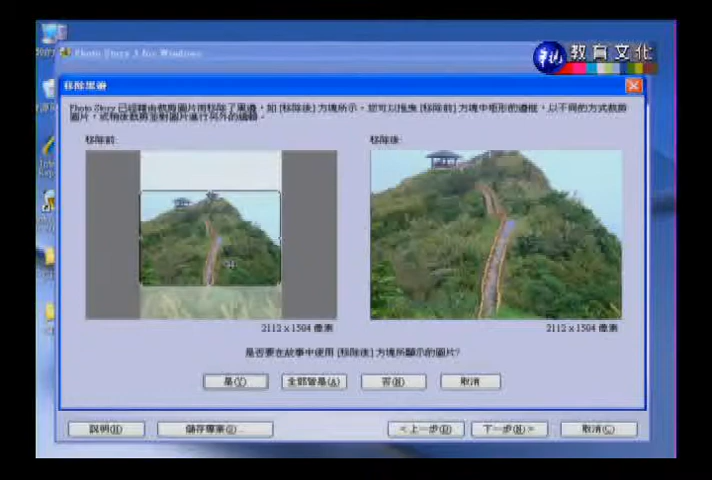 Photo Story 3 for Windows
華視 教育文化
移除黑邊
Photo Story 已經藉由裁剪圖片而移除了黑邊，如 [移除後] 方塊所示。您可以拖曳 [移除前] 方塊中矩形的邊框，以不同的方式裁剪
圖片，或稍後裁剪並對圖片進行另外的編輯。
移除前:
移除後:
2112 x 1504 像素
2112 x 1504 像素
是否要在故事中使用 [移除後] 方塊所顯示的圖片?
是(Y)
全部皆是(A)
否(N)
取消
說明(H)
儲存專案(S)...
< 上一步(B)
下一步(N) >
取消(C)